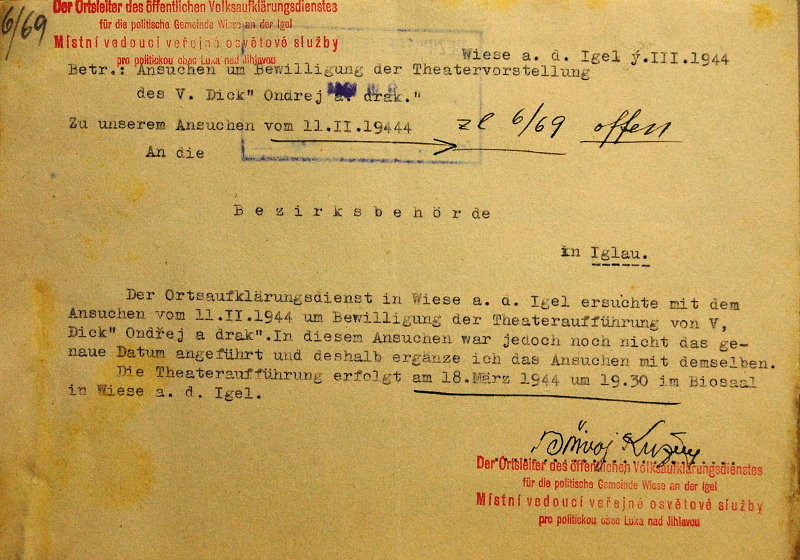 6/69
Der Ortsleiter des öffentlichen Volksaufklärungsdienstes
für die politische Gemeinde Wiese an der Igel
Místní vedoucí veřejné osvětové služby
pro politickou obec Luka nad Jihlavou
Wiese a. d. Igel ý.III.1944
Betr.: Ansuchen um Bewilligung der Theatervorstellung
des V. Dick" Ondrej a. drak."
Zu unserem Ansuchen vom 11.II.19444 6/69 offen
An die
Bezirksbehörde
in Iglau.
Der Ortsaufklärungsdienst in Wiese a. d. Igel ersuchte mit dem
Ansuchen vom 11.II.1944 um Bewilligung der Theateraufführung von V,
Dick" Ondřej a drak".In diesem Ansuchen war jedoch noch nicht das ge-
naue Datum angeführt und deshalb ergänze ich das Ansuchen mit demselben.
Die Theateraufführung erfolgt am 18.März 1944 um 19.30 im Biosaal
in Wiese a. d. Igel.
Der Ortsleiter des öffentlichen Volksaufklärungsdienstes
für die politische Gemeinde Wiese an der Igel
Místní vedoucí veřejné osvětové služby
pro politickou obec Luka nad Jihlavou